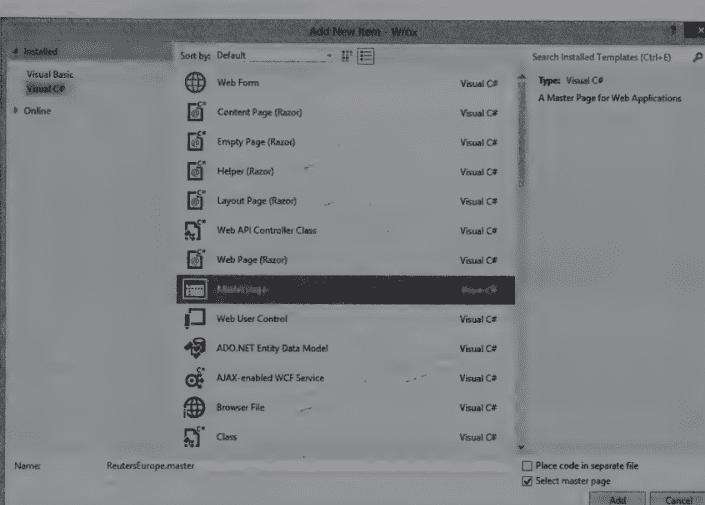 Add New Item - Wrox
? ×
Installed
Visual Basic
Visual C#
Online
Sort by: Default
Search Installed Templates (Ctrl+E)
Web Form Visual C#
Content Page (Razor) Visual C#
Empty Page (Razor) Visual C#
Helper (Razor) Visual C#
Layout Page (Razor) Visual C#
Web API Controller Class Visual C#
Web Page (Razor) Visual C#
Master Page Visual C#
Web User Control Visual C#
ADO.NET Entity Data Model Visual C#
AJAX-enabled WCF Service Visual C#
Browser File Visual C#
Class Visual C#
Type: Visual C#
A Master Page for Web Applications
Name: ReutersEurope.master
Place code in separate file
Select master page
Add Cancel